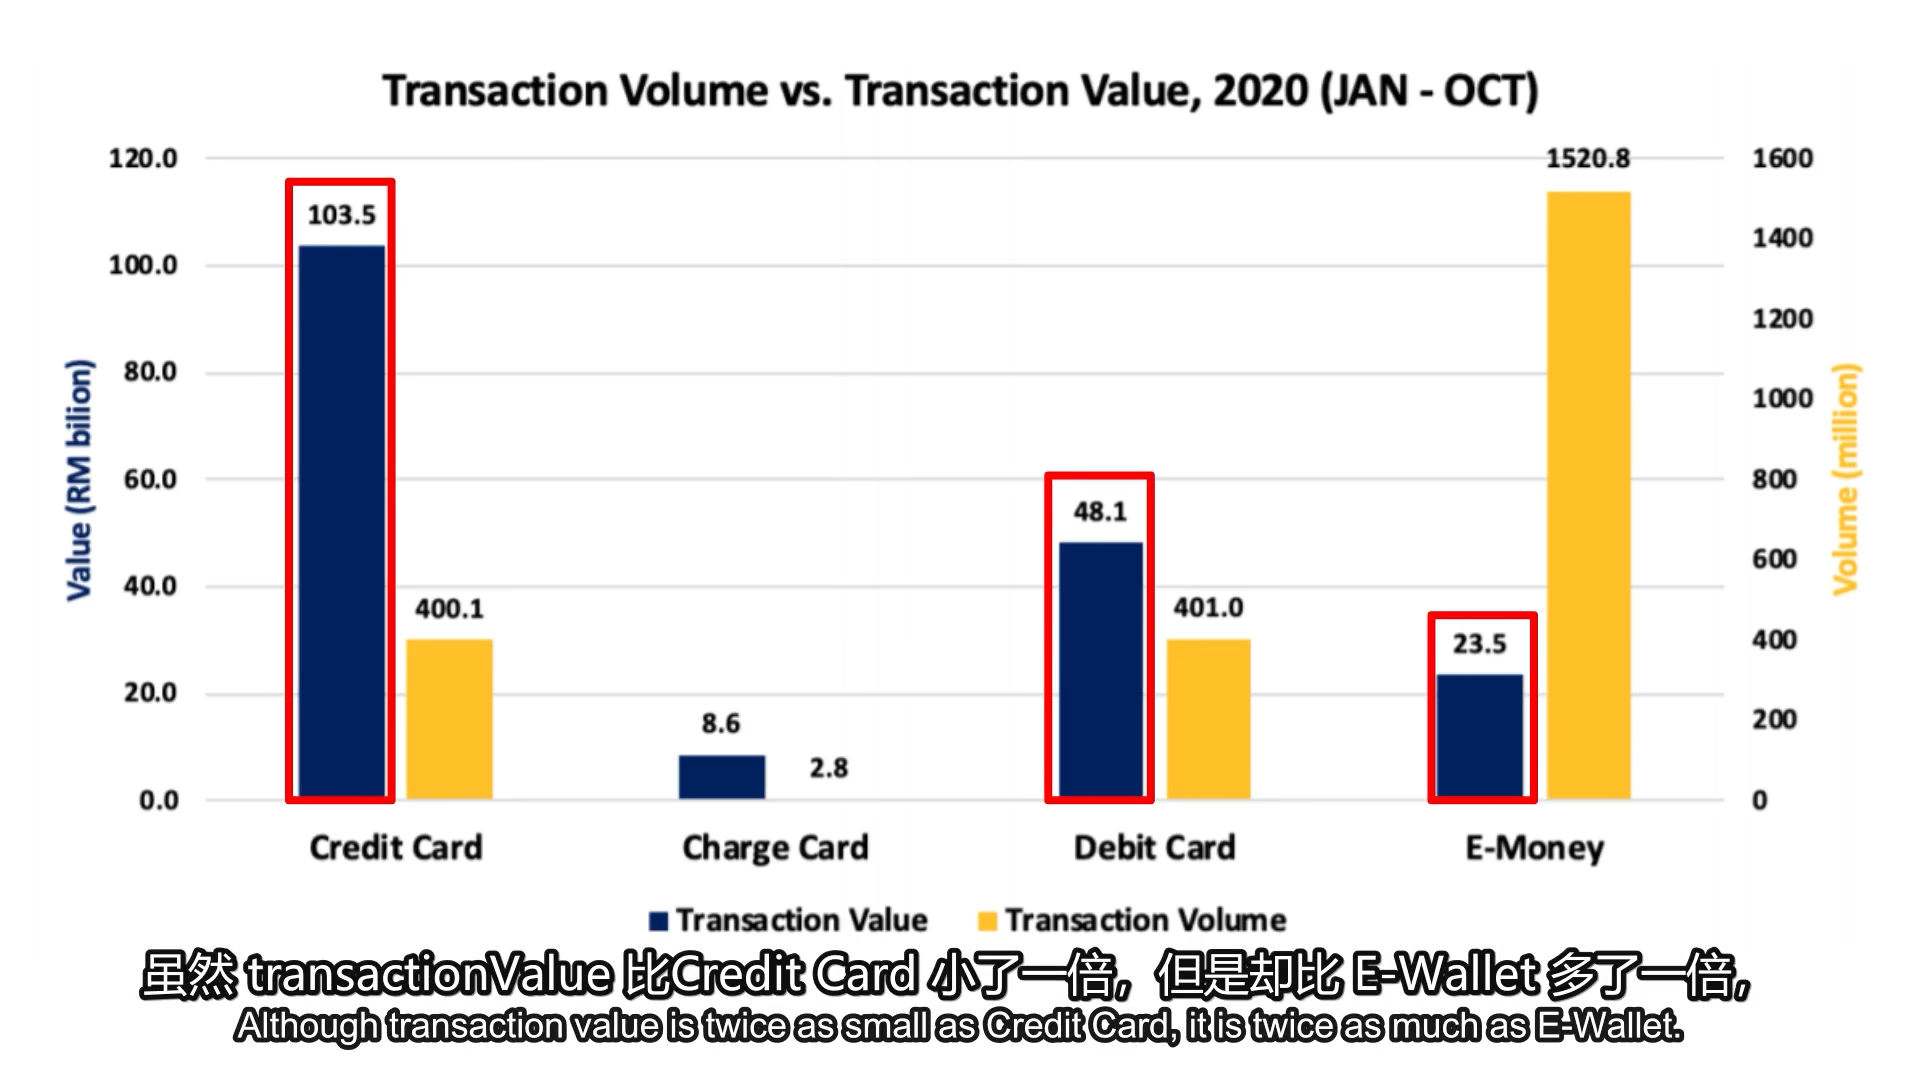 Transaction Volume vs. Transaction Value, 2020 (JAN - OCT)
120.0
100.0
80.0
60.0
40.0
20.0
0.0
Value (RM bilion)
103.5
400.1
8.6
2.8
48.1
401.0
23.5
1520.8
1600
1400
1200
1000
800
600
400
200
0
Volume (million)
Credit Card
Charge Card
Debit Card
E-Money
Transaction Value
Transaction Volume
虽然 transactionValue 比Credit Card 小了一倍，但是却比 E-Wallet 多了一倍，
Although transaction value is twice as small as Credit Card, it is twice as much as E-Wallet.